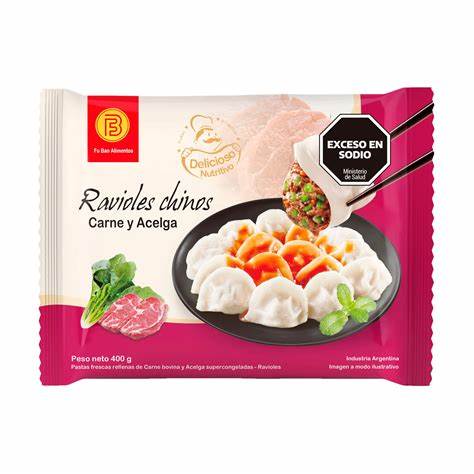 Fu Ban Alimentos
Delicioso
Nutritivo
EXCESO EN
SODIO
Ministerio
de Salud
Ravioles chinos
Carne y Acelga
Peso neto 400 g
Pastas frescas rellenas de Carne bovina y Acelga supercongeladas - Ravioles
Industria Argentina
Imagen a modo ilustrativo